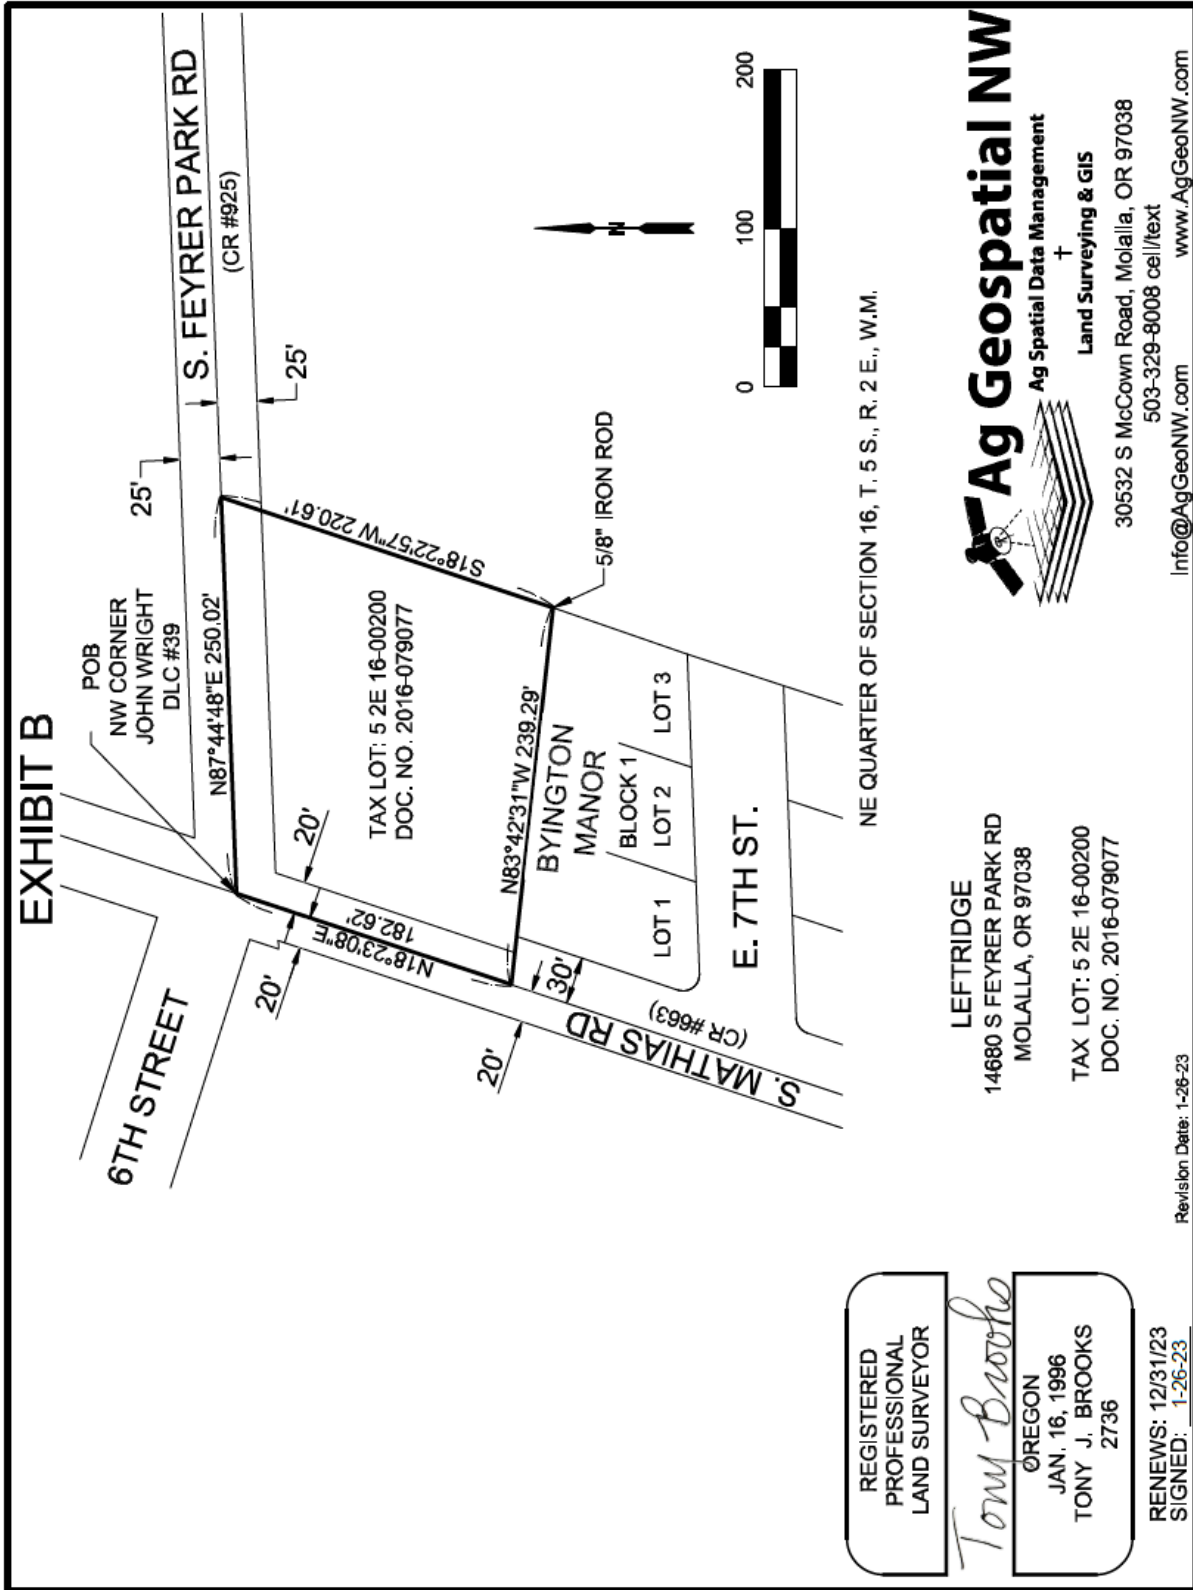 EXHIBIT B
POB
NW CORNER
JOHN WRIGHT
DLC #39
25'
S. FEYRER PARK RD
(CR #925)
25'
N87°44'48"E 250.02'
6TH STREET
20'
20'
N18°23'08"E
182.62'
TAX LOT: 5 2E 16-00200
DOC. NO. 2016-079077
S18°22'57"W 220.61'
N83°42'31"W 239.29'
5/8" IRON ROD
20'
30'
S. MATHIAS RD
(CR #663)
BYINGTON
MANOR
BLOCK 1
LOT 1
LOT 2
LOT 3
E. 7TH ST.
N
0
100
200
NE QUARTER OF SECTION 16, T. 5 S., R. 2 E., W.M.
REGISTERED
PROFESSIONAL
LAND SURVEYOR
Tony Brooks
OREGON
JAN. 16, 1996
TONY J. BROOKS
2736
RENEWS: 12/31/23
SIGNED: 1-26-23
LEFTRIDGE
14680 S FEYRER PARK RD
MOLALLA, OR 97038
TAX LOT: 5 2E 16-00200
DOC. NO. 2016-079077
Revision Date: 1-26-23
Ag Geospatial NW
Ag Spatial Data Management
+
Land Surveying & GIS
30532 S McCown Road, Molalla, OR 97038
503-329-8008 cell/text
Info@AgGeoNW.com www.AgGeoNW.com